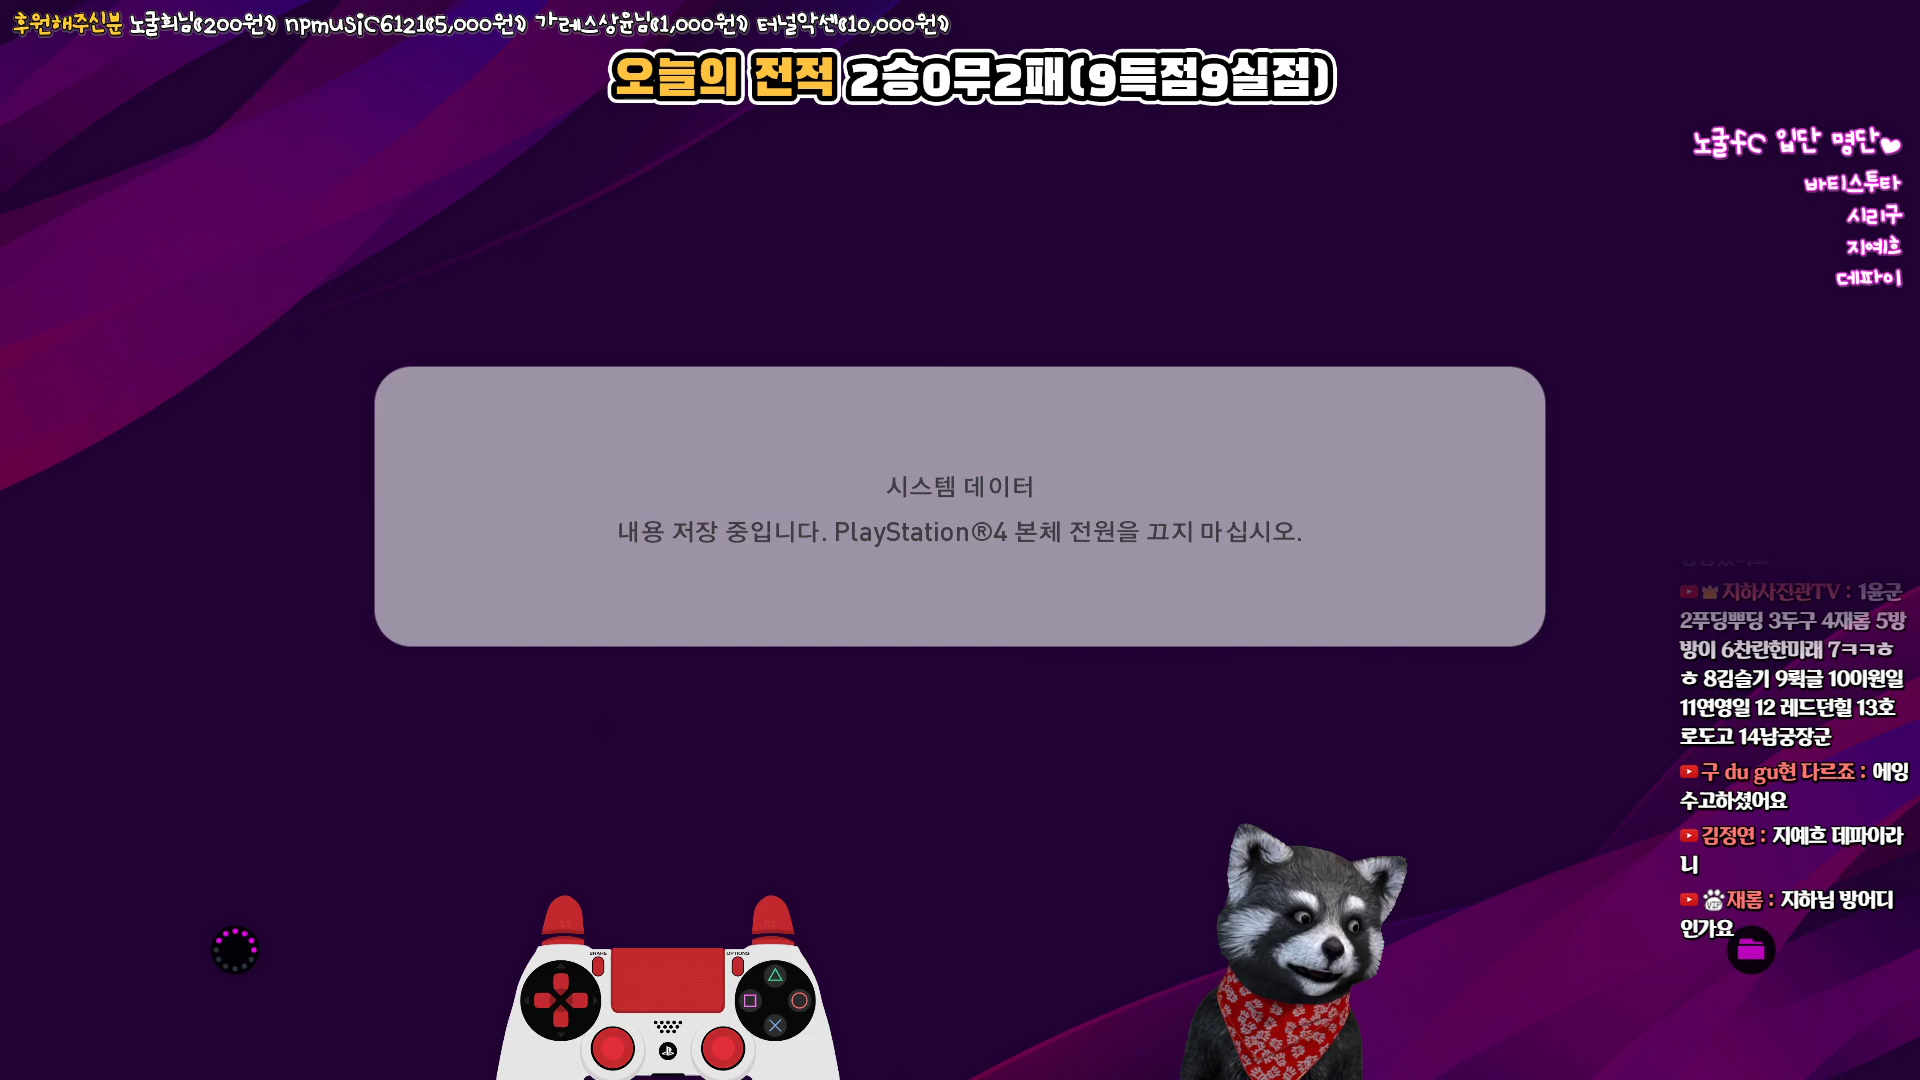 후원해주신분 노굴희님(200원) npmusic6121(5,000원) 가레스상윤님(1,000원) 터널악셀(10,000원)
오늘의 전적 2승0무2패(9득점9실점)
노굴fc 입단 명단
바티스투타
시리구
지예흐
데파이
시스템 데이터
내용 저장 중입니다. PlayStation®4 본체 전원을 끄지 마십시오.
지하사진관TV : 1윤군
2푸딩뿌딩 3두구 4재롬 5방
방이 6찬란한미래 7ㅋㅋㅎ
ㅎ 8김슬기 9뤽글 10이원일
11연영일 12 레드던힐 13호
로도고 14남궁장군
구 du gu현 다르죠 : 에잉
수고하셨어요
김정연 : 지예흐 데파이라
니
재롬 : 지하님 방어디
인가요
SHARE
OPTIONS